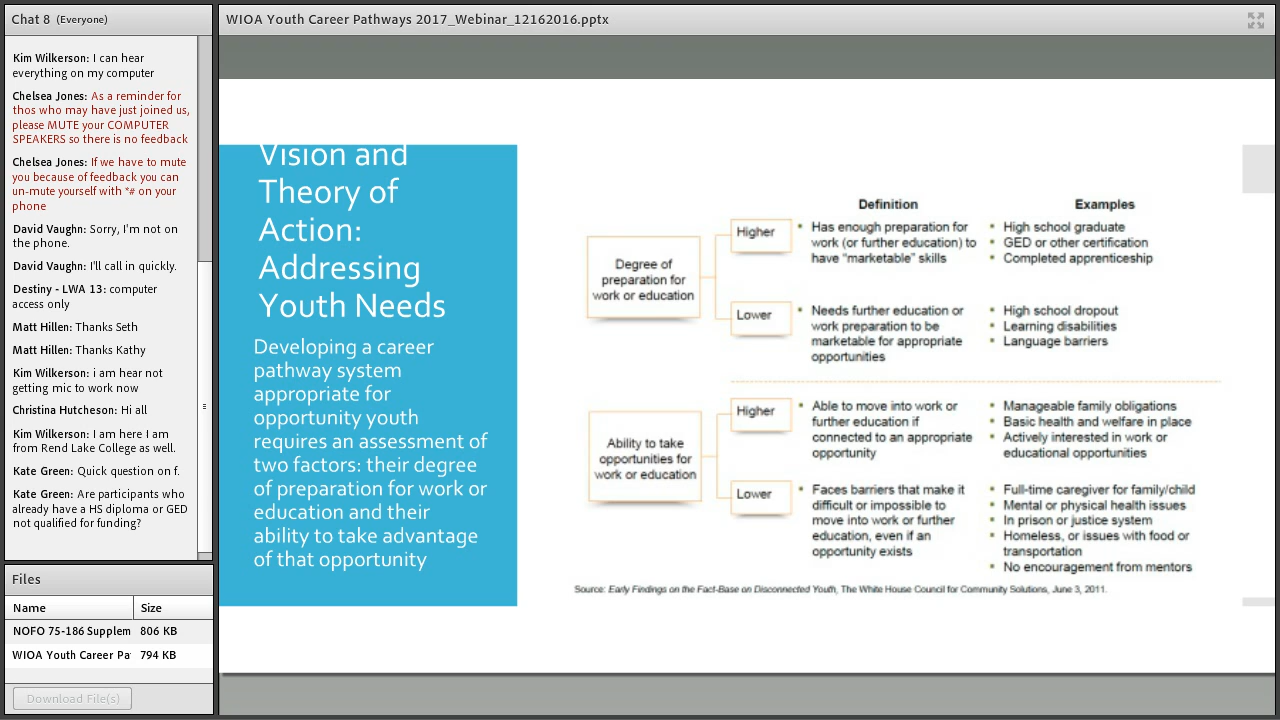 Chat 8 (Everyone)
Kim Wilkerson: I can hear
everything on my computer
Chelsea Jones: As a reminder for
thos who may have just joined us,
please MUTE your COMPUTER
SPEAKERS so there is no feedback
Chelsea Jones: If we have to mute
you because of feedback you can
un-mute yourself with *# on your
phone
David Vaughn: Sorry, I'm not on
the phone.
David Vaughn: I'll call in quickly.
Destiny - LWA 13: computer
access only
Matt Hillen: Thanks Seth
Matt Hillen: Thanks Kathy
Kim Wilkerson: i am hear not
getting mic to work now
Christina Hutcheson: Hi all
Kim Wilkerson: I am here I am
from Rend Lake College as well.
Kate Green: Quick question on f.
Kate Green: Are participants who
already have a HS diploma or GED
not qualified for funding?
Files
Name Size
NOFO 75-186 Supplem 806 KB
WIOA Youth Career Pa 794 KB
Download File(s)
WIOA Youth Career Pathways 2017_Webinar_12162016.pptx
Vision and
Theory of
Action:
Addressing
Youth Needs
Developing a career
pathway system
appropriate for
opportunity youth
requires an assessment of
two factors: their degree
of preparation for work or
education and their
ability to take advantage
of that opportunity
Definition
Examples
Degree of
preparation for
work or education
Higher
• Has enough preparation for
work (or further education) to
have “marketable” skills
• High school graduate
• GED or other certification
• Completed apprenticeship
Lower
• Needs further education or
work preparation to be
marketable for appropriate
opportunities
• High school dropout
• Learning disabilities
• Language barriers
Ability to take
opportunities for
work or education
Higher
• Able to move into work or
further education if
connected to an appropriate
opportunity
• Manageable family obligations
• Basic health and welfare in place
• Actively interested in work or
educational opportunities
Lower
• Faces barriers that make it
difficult or impossible to
move into work or further
education, even if an
opportunity exists
• Full-time caregiver for family/child
• Mental or physical health issues
• In prison or justice system
• Homeless, or issues with food or
transportation
• No encouragement from mentors
Source: Early Findings on the Fact-Base on Disconnected Youth, The White House Council for Community Solutions, June 3, 2011.